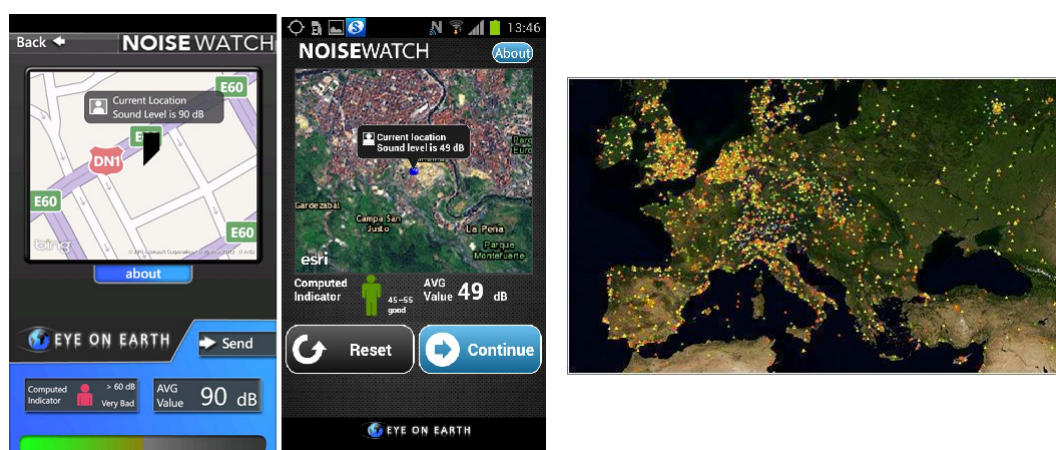 Back
NOISE WATCH
Current Location
Sound Level is 90 dB
E60
DN1
E60
E60
bing
about
EYE ON EARTH
Send
Computed
Indicator
> 60 dB
Very Bad
AVG
Value
90 dB
13:46
NOISEWATCH
About
Current location
Sound level is 49 dB
Gardezabal
Campa San
Justo
La Peña
Parque
Montefuerte
esri
Computed
Indicator
45-55
good
AVG
Value 49 dB
Reset
Continue
EYE ON EARTH